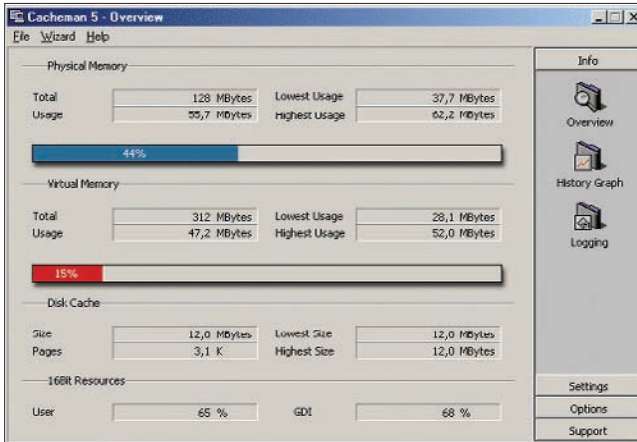 Cacheman 5 - Overview
File Wizard Help
Physical Memory
Total 128 MBytes Lowest Usage 37,7 MBytes
Usage 55,7 MBytes Highest Usage 62,2 MBytes
44%
Virtual Memory
Total 312 MBytes Lowest Usage 28,1 MBytes
Usage 47,2 MBytes Highest Usage 52,0 MBytes
15%
Disk Cache
Size 12,0 MBytes Lowest Size 12,0 MBytes
Pages 3,1 K Highest Size 12,0 MBytes
16Bit Resources
User 65 % GDI 68 %
Info
Overview
History Graph
Logging
Settings
Options
Support